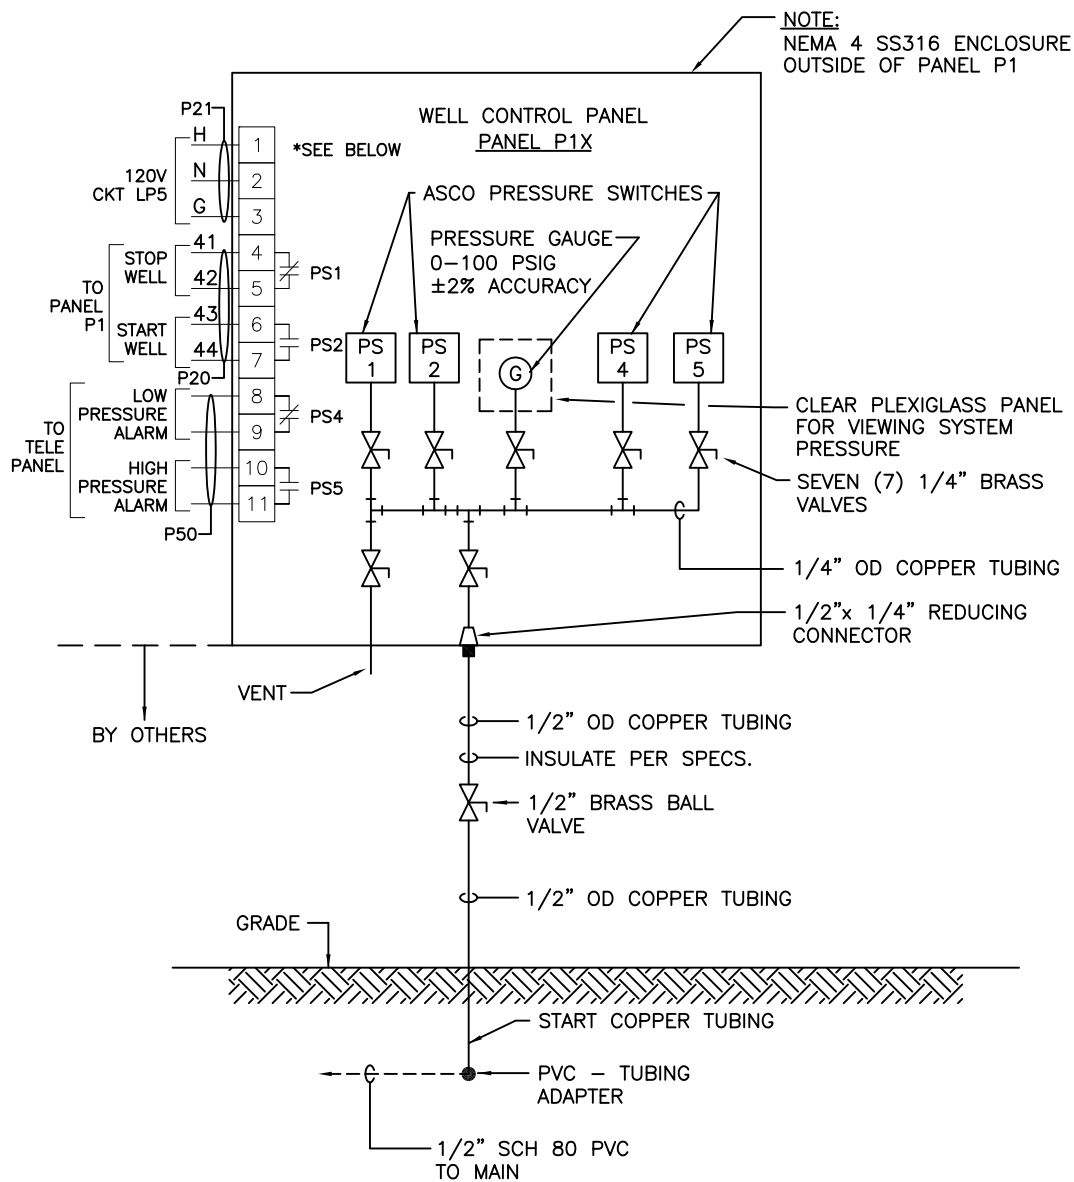 NOTE:
NEMA 4 SS316 ENCLOSURE
OUTSIDE OF PANEL P1
WELL CONTROL PANEL
PANEL P1X
P21
H
N
G
120V
CKT LP5
1
2
3
4
5
6
7
8
9
10
11
*SEE BELOW
ASCO PRESSURE SWITCHES
PRESSURE GAUGE
0-100 PSIG
±2% ACCURACY
TO
PANEL
P1
STOP
WELL
41
42
PS1
START
WELL
43
44
PS2
P20
TO
TELE
PANEL
LOW
PRESSURE
ALARM
PS4
HIGH
PRESSURE
ALARM
PS5
P50
PS
1
PS
2
G
PS
4
PS
5
CLEAR PLEXIGLASS PANEL
FOR VIEWING SYSTEM
PRESSURE
SEVEN (7) 1/4" BRASS
VALVES
1/4" OD COPPER TUBING
1/2"x 1/4" REDUCING
CONNECTOR
VENT
BY OTHERS
1/2" OD COPPER TUBING
INSULATE PER SPECS.
1/2" BRASS BALL
VALVE
1/2" OD COPPER TUBING
GRADE
START COPPER TUBING
PVC - TUBING
ADAPTER
1/2" SCH 80 PVC
TO MAIN